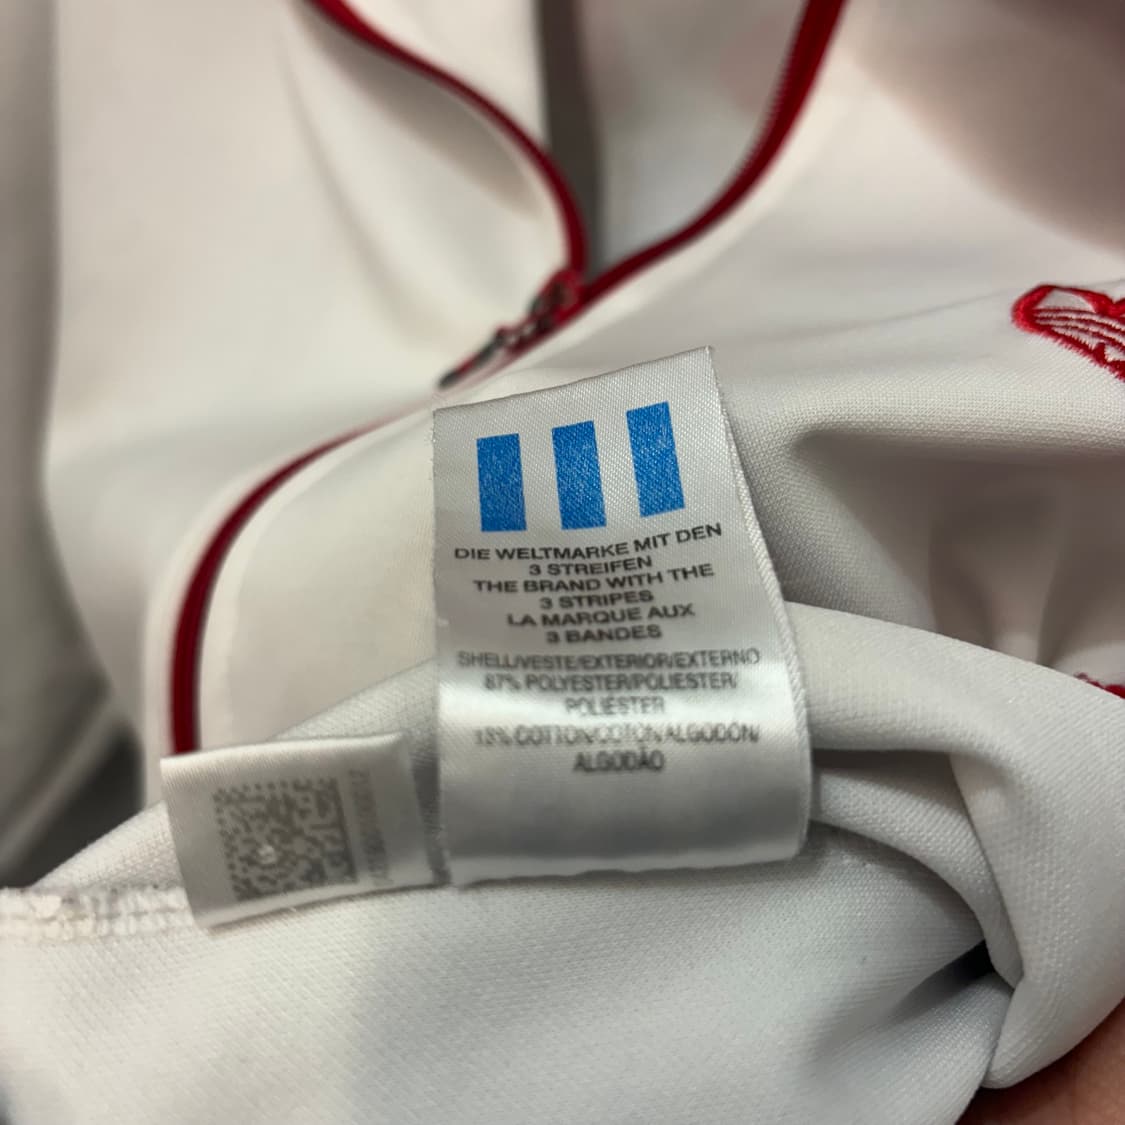 DIE WELTMARKE MIT DEN
3 STREIFEN
THE BRAND WITH THE
3 STRIPES
LA MARQUE AUX
3 BANDES
SHELL/VESTE/EXTERIOR/EXTERNO
87% POLYESTER/POLIESTER/
POLIÉSTER
13% COTTON/COTON/ALGODÓN/
ALGODÃO